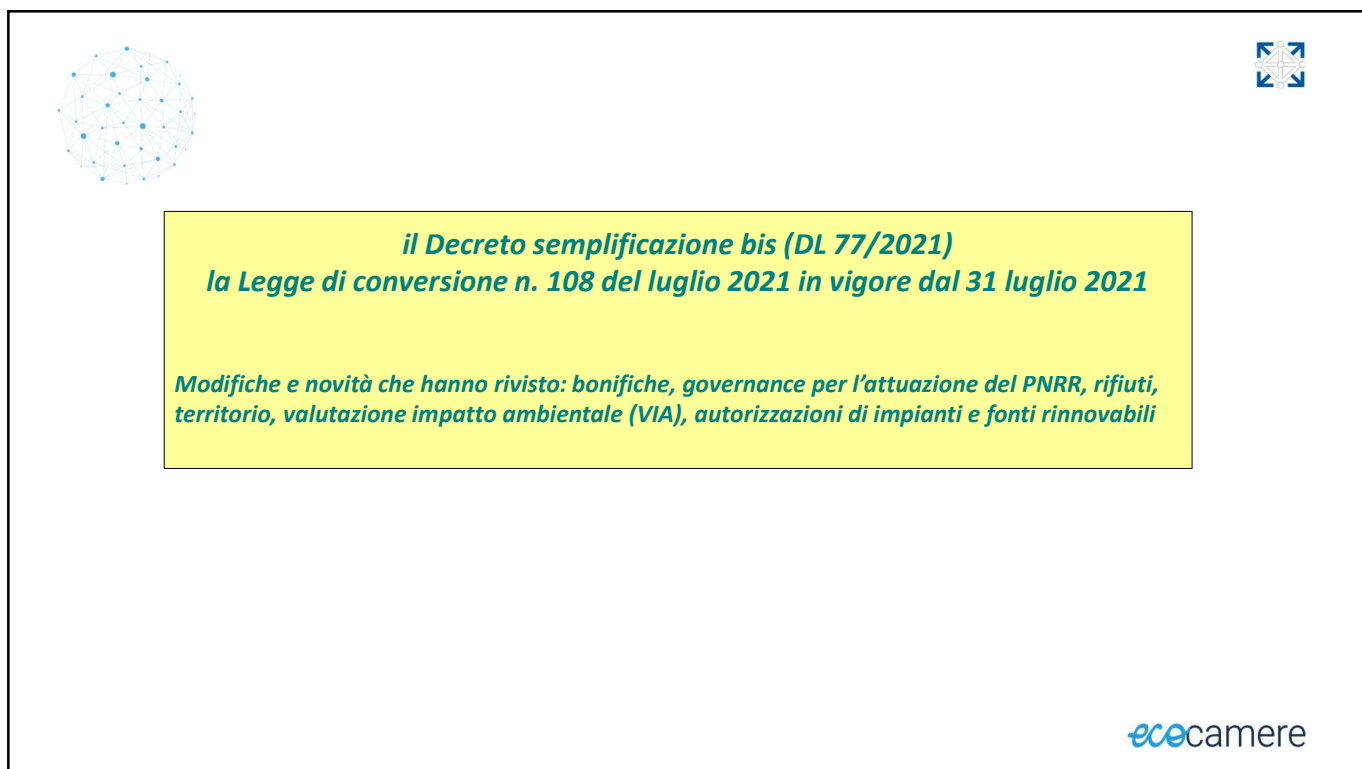 il Decreto semplificazione bis (DL 77/2021)
la Legge di conversione n. 108 del luglio 2021 in vigore dal 31 luglio 2021
Modifiche e novità che hanno rivisto: bonifiche, governance per l’attuazione del PNRR, rifiuti,
territorio, valutazione impatto ambientale (VIA), autorizzazioni di impianti e fonti rinnovabili
ecocamere